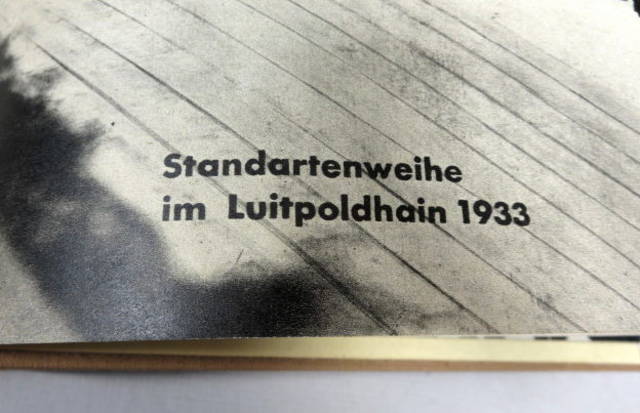 Standartenweihe
im Luitpoldhain 1933